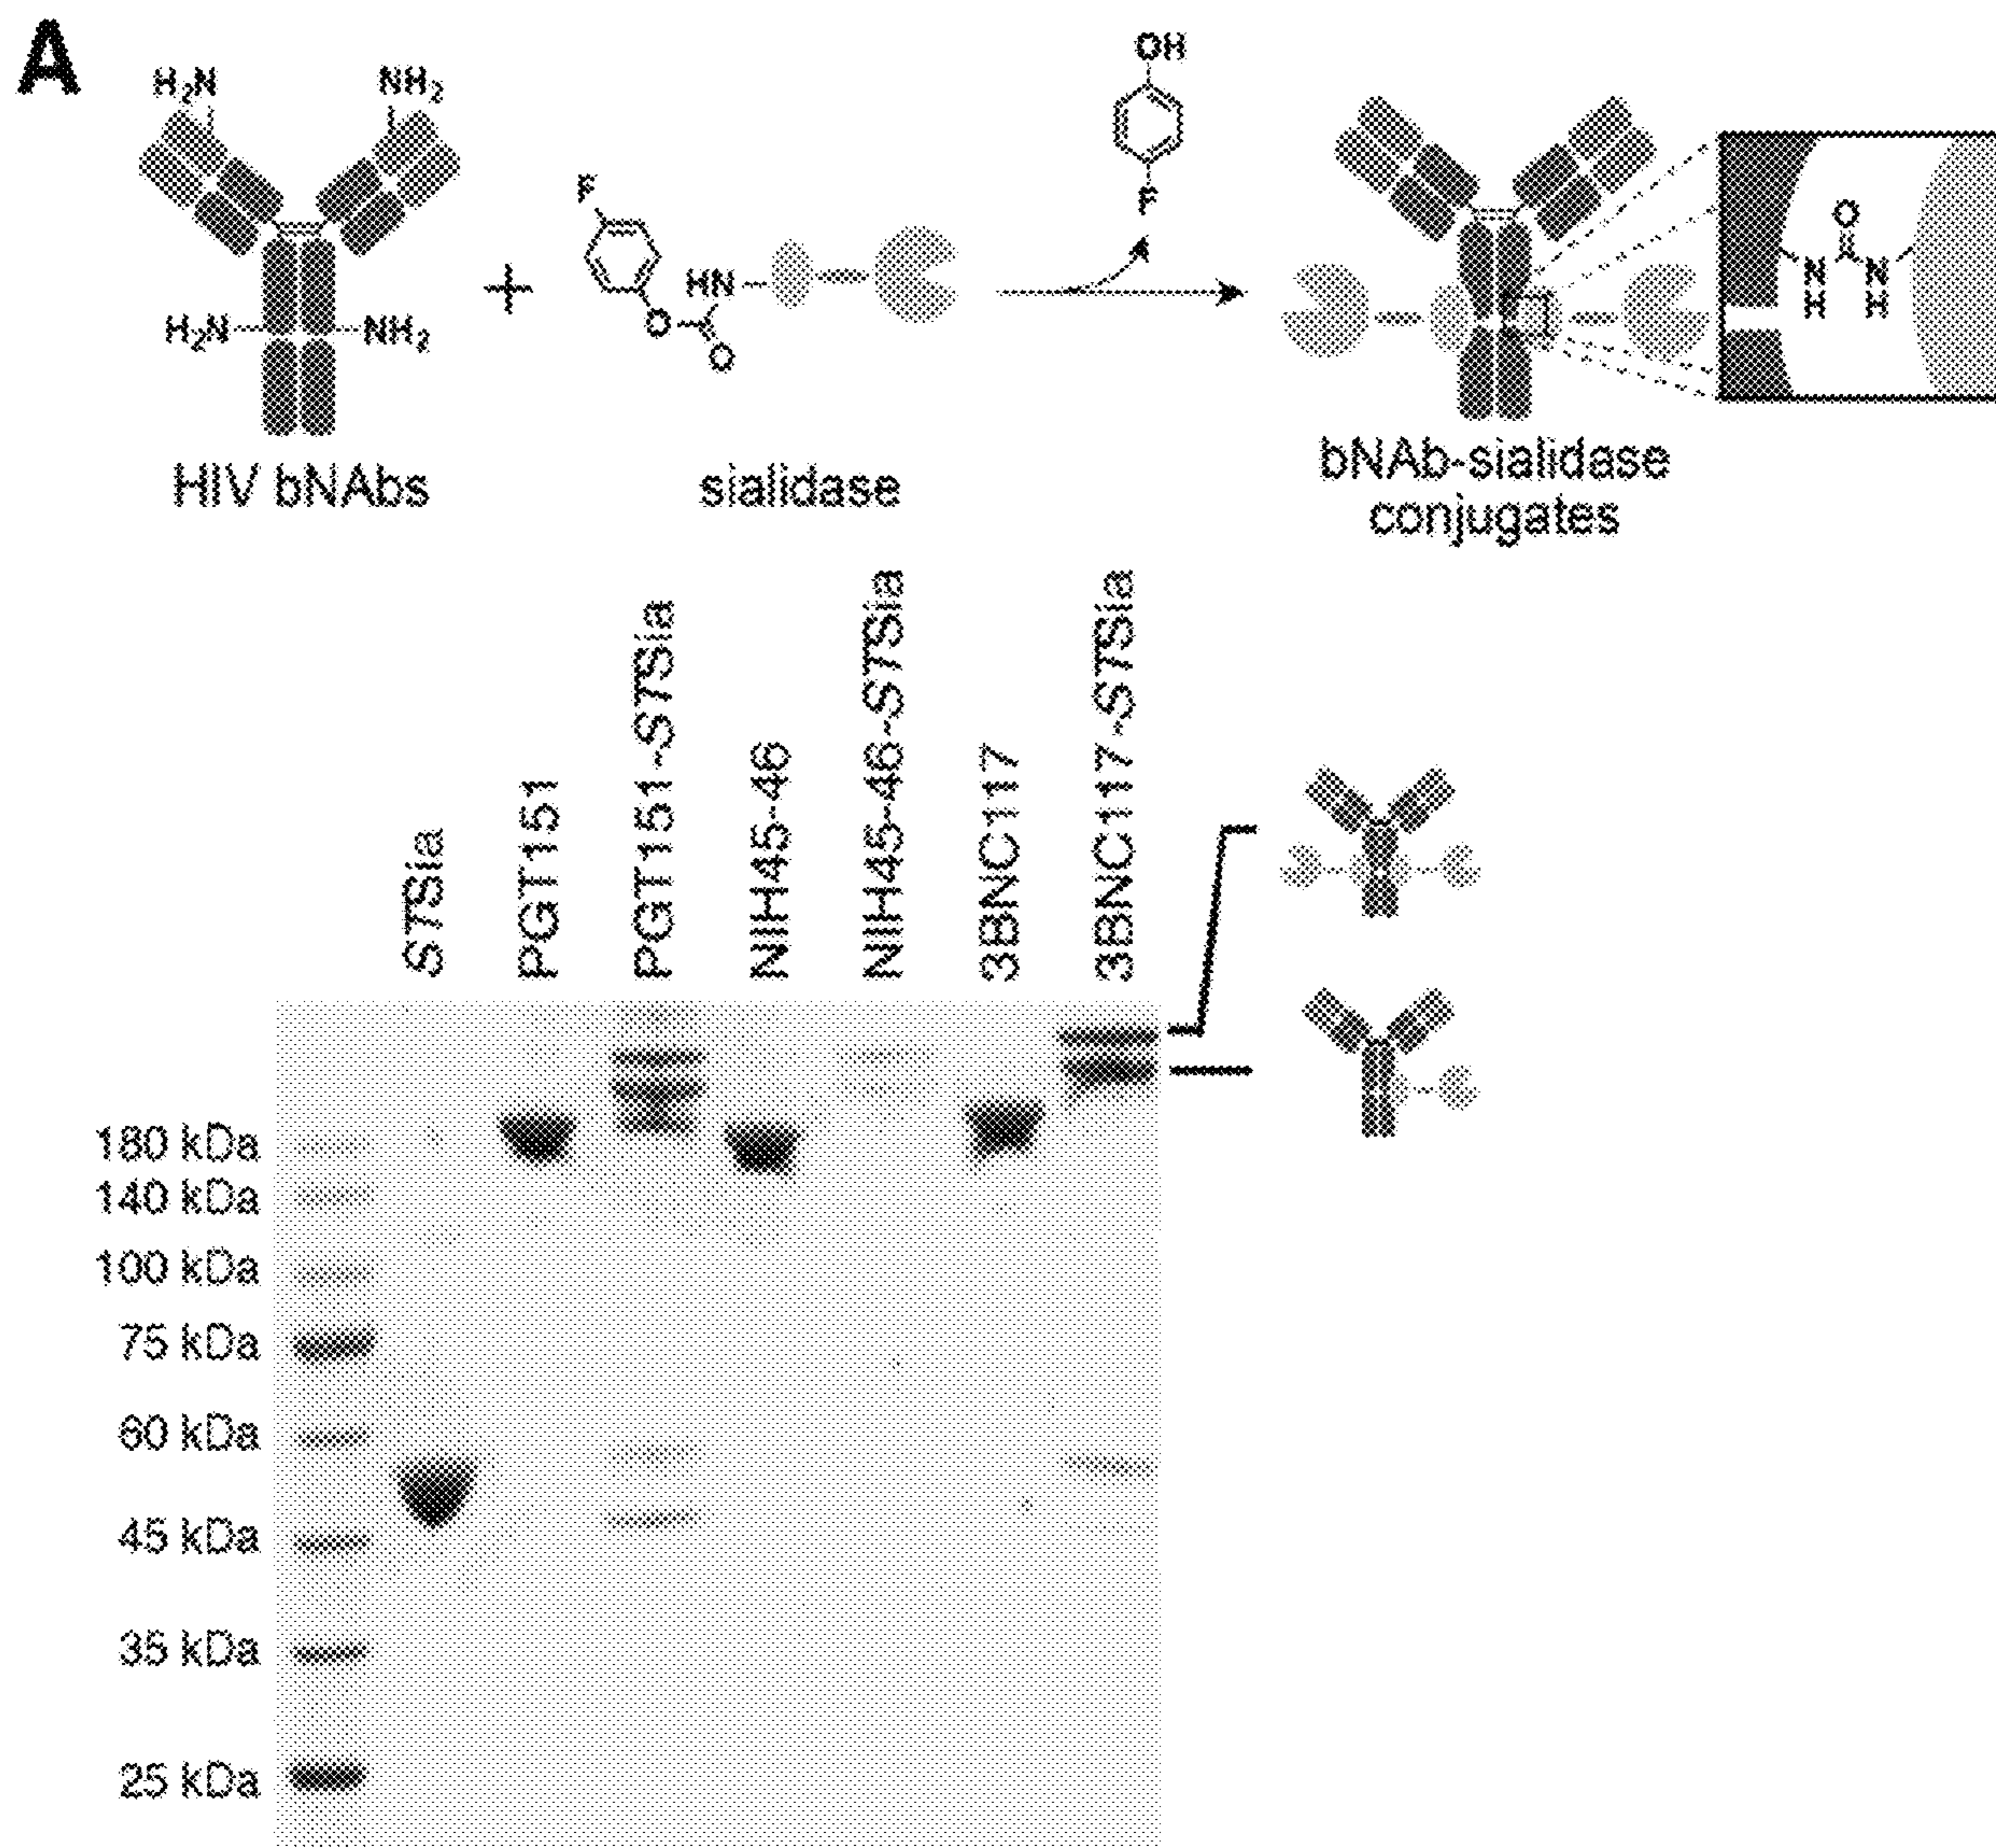 A
H₂N
NH₂
H₂N
NH₂
HIV bNAbs
+
F
HN
O
O
sialidase
OH
F
bNAb-sialidase
conjugates
O
N
H
N
H
STSia
PGT151
PGT151-STSia
NIH45-46
NIH45-46-STSia
3BNC117
3BNC117-STSia
180 kDa
140 kDa
100 kDa
75 kDa
60 kDa
45 kDa
35 kDa
25 kDa